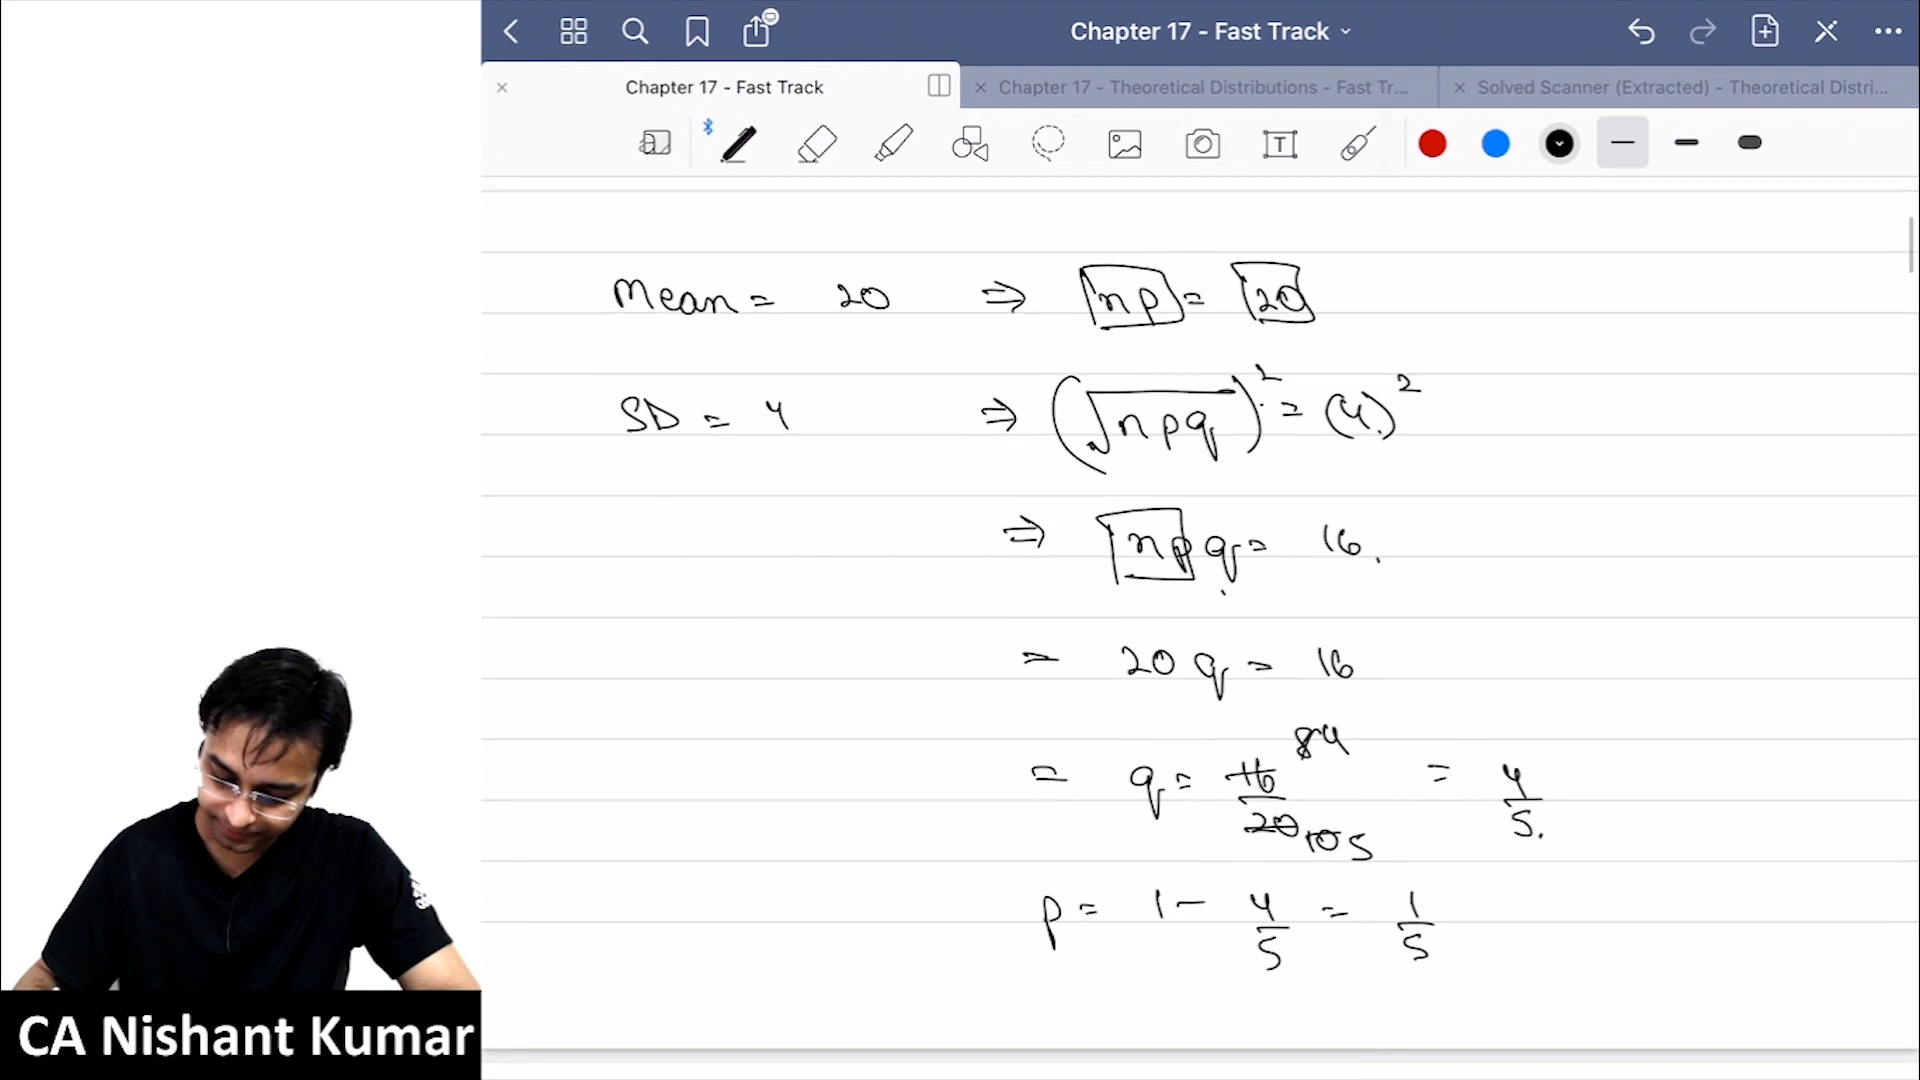 Chapter 17 - Fast Track
Chapter 17 - Fast Track
Chapter 17 - Theoretical Distributions - Fast Tr...
Solved Scanner (Extracted) - Theoretical Distri...
a
T
Mean = 20 ⇒ np = 20
SD = 4 ⇒ (√npq)² = (4)²
⇒ npq = 16.
= 20q = 16
= q = 16/20 84 105 = 4/5.
p = 1 - 4/5 = 1/5
CA Nishant Kumar